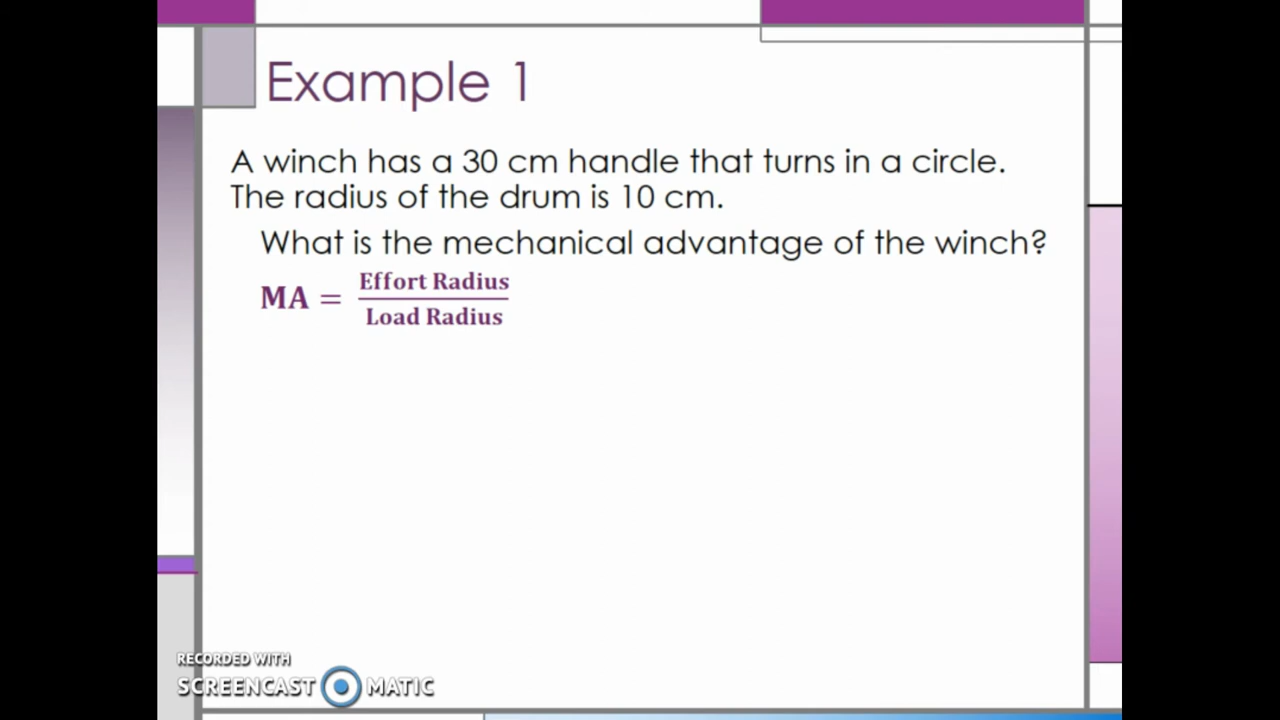 Example 1
A winch has a 30 cm handle that turns in a circle.
The radius of the drum is 10 cm.
What is the mechanical advantage of the winch?
MA = Effort Radius
Load Radius
RECORDED WITH
SCREENCAST MATIC